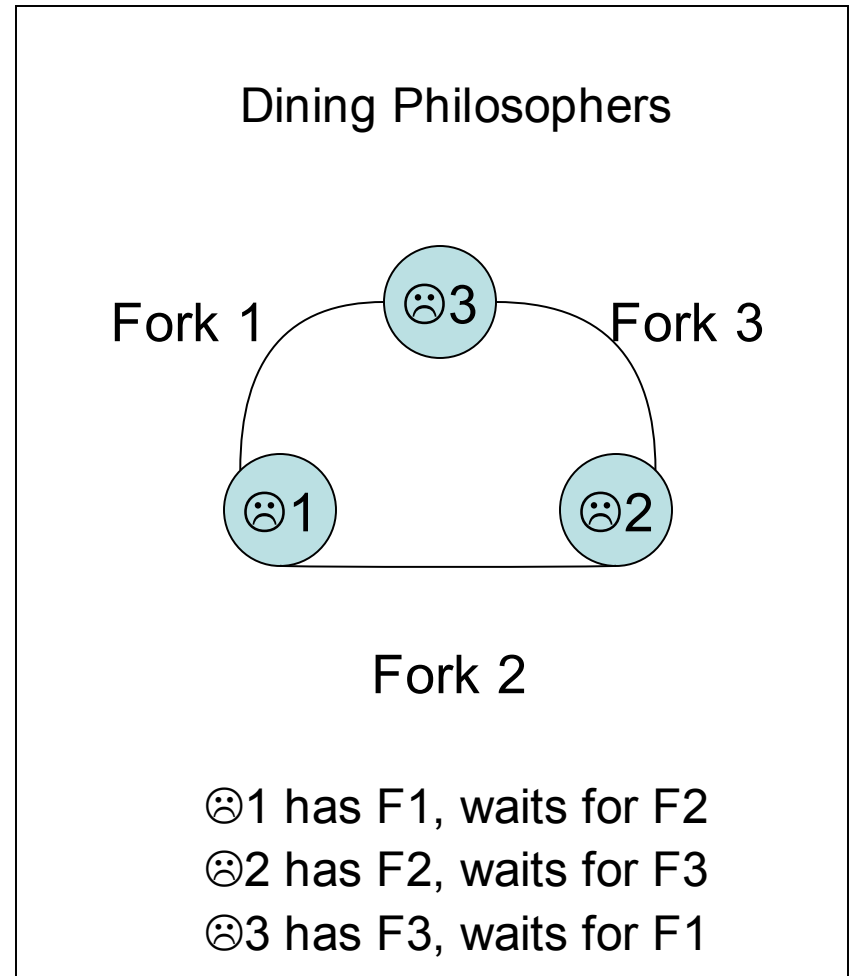 Dining Philosophers
☹3
Fork 1
Fork 3
☹1
☹2
Fork 2
☹1 has F1, waits for F2
☹2 has F2, waits for F3
☹3 has F3, waits for F1